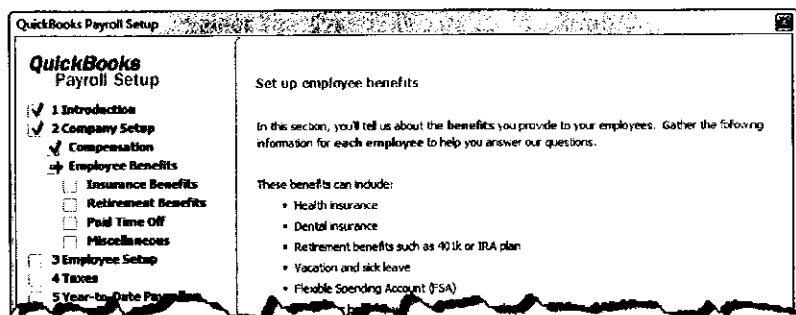 QuickBooks Payroll Setup
QuickBooks
Payroll Setup
1 Introduction
2 Company Setup
Compensation
Employee Benefits
Insurance Benefits
Retirement Benefits
Paid Time Off
Miscellaneous
3 Employee Setup
4 Taxes
5 Year-to-Date
Set up employee benefits
In this section, you'll tell us about the benefits you provide to your employees. Gather the following
information for each employee to help you answer our questions.
These benefits can include:
• Health insurance
• Dental insurance
• Retirement benefits such as 401k or IRA plan
• Vacation and sick leave
• Flexible Spending Account (FSA)